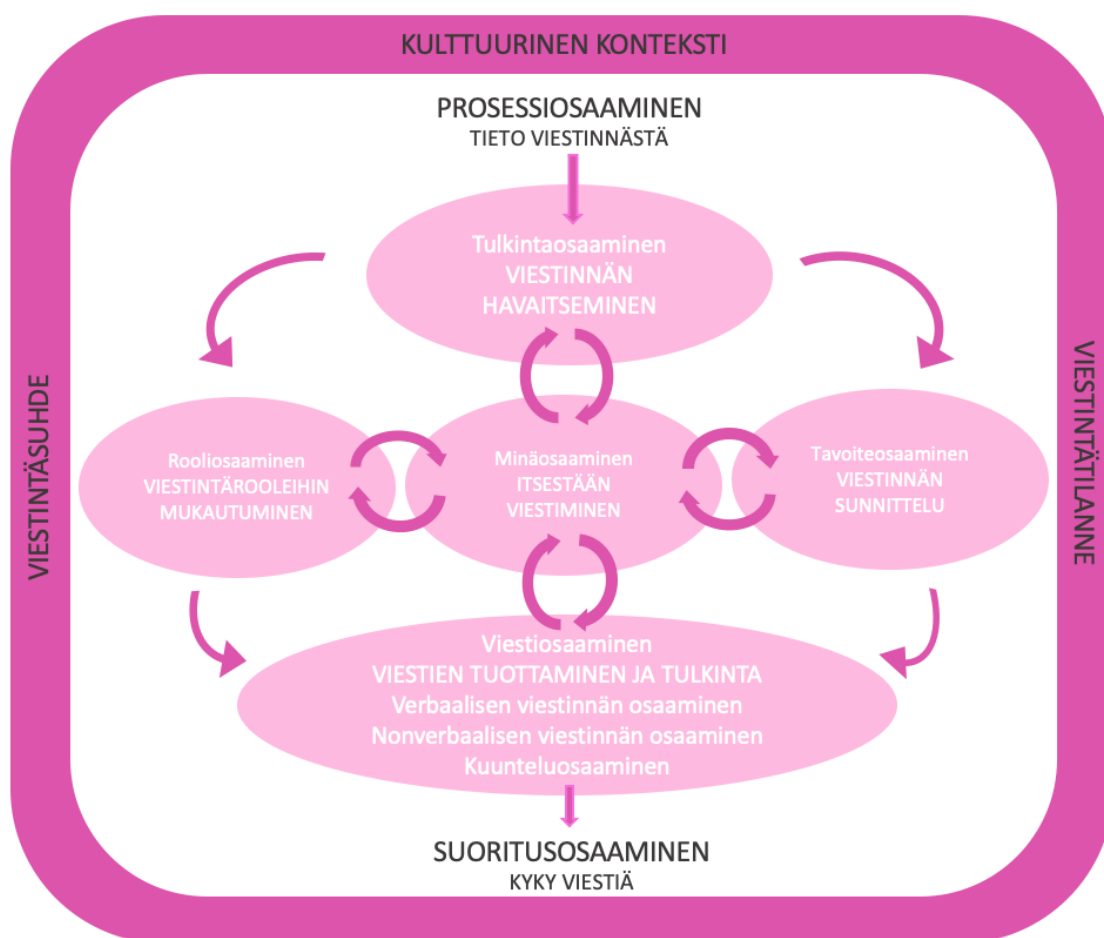 KULTTUURINEN KONTEKSTI
PROSESSIOSAAMINEN
TIETO VIESTINNÄSTÄ
Tulkintaosaaminen
VIESTINNÄN
HAVAITSEMINEN
VIESTINTÄSUHDE
Rooliosaaminen
VIESTINTÄROOLEIHIN
MUKAUTUMINEN
Minäosaaminen
ITSESTÄÄN
VIESTIMINEN
Tavoiteosaaminen
VIESTINNÄN
SUNNITTELU
VIESTINTÄTILANNE
Viestiosaaminen
VIESTIEN TUOTTAMINEN JA TULKINTA
Verbaalisen viestinnän osaaminen
Nonverbaalisen viestinnän osaaminen
Kuunteluosaaminen
SUORITUSOSAAMINEN
KYKY VIESTIÄ